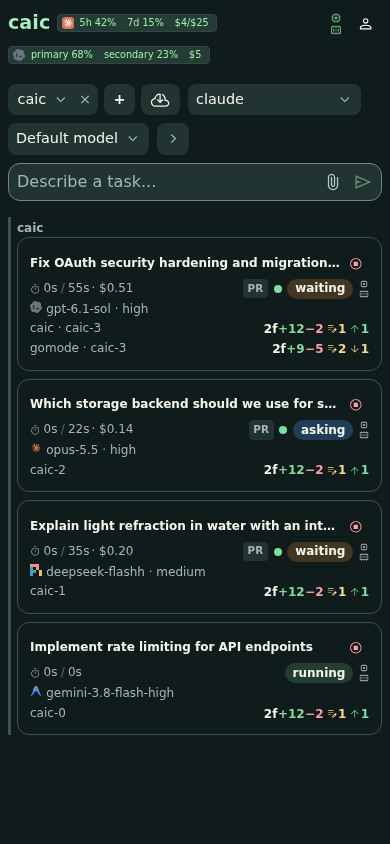 caic 5h 42% 7d 15% $4/$25
primary 68% secondary 23% $5
caic × + claude
Default model
Describe a task...
caic
Fix OAuth security hardening and migration…
0s / 55s · $0.51 PR waiting
gpt-6.1-sol · high
caic · caic-3 2f+12−2 1 ↑1
gomode · caic-3 2f+9−5 2 ↓1
Which storage backend should we use for s…
0s / 22s · $0.14 PR asking
opus-5.5 · high
caic-2 2f+12−2 1 ↑1
Explain light refraction in water with an int…
0s / 35s · $0.20 PR waiting
deepseek-flashh · medium
caic-1 2f+12−2 1 ↑1
Implement rate limiting for API endpoints
0s / 0s running
gemini-3.8-flash-high
caic-0 2f+12−2 1 ↑1